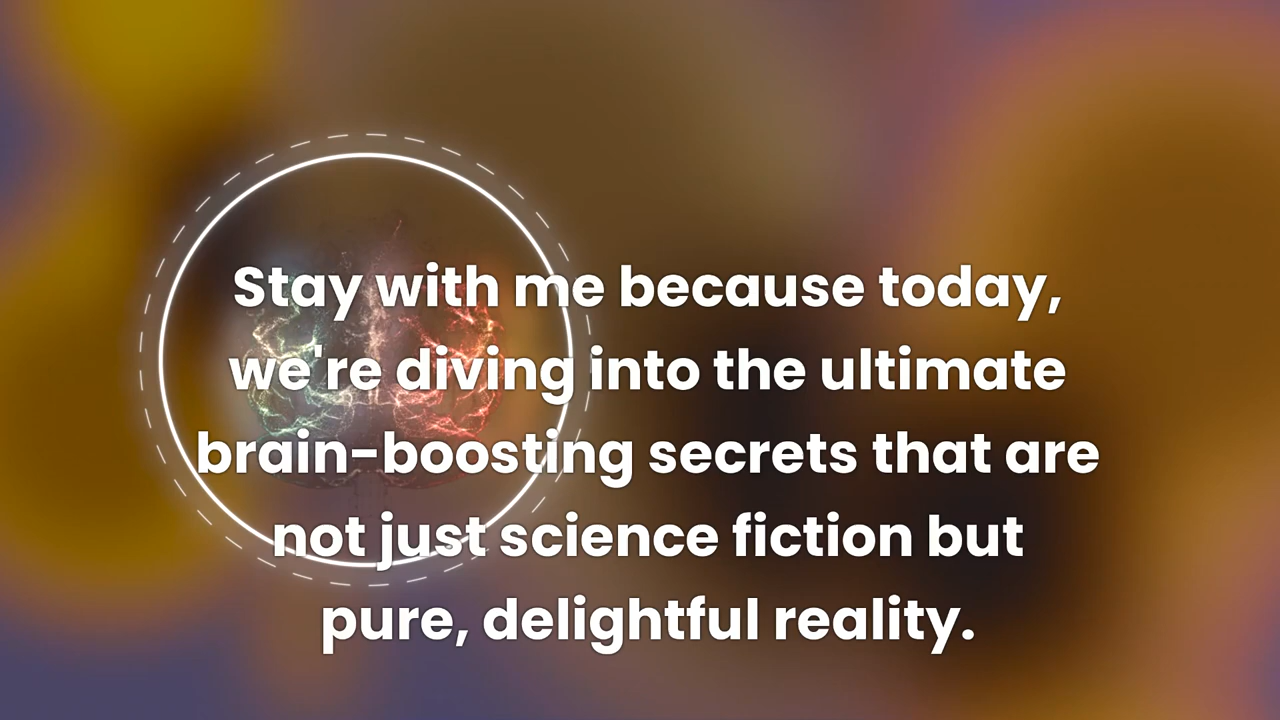 Stay with me because today,
we're diving into the ultimate
brain-boosting secrets that are
not just science fiction but
pure, delightful reality.